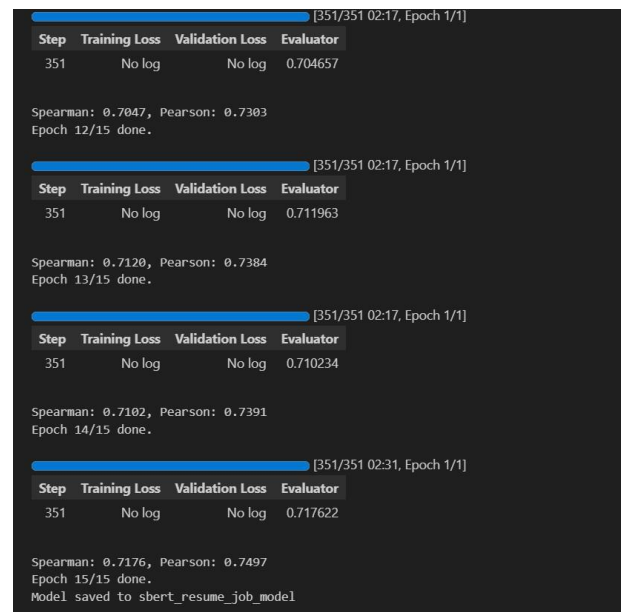 [351/351 02:17, Epoch 1/1]
Step Training Loss Validation Loss Evaluator
351 No log No log 0.704657
Spearman: 0.7047, Pearson: 0.7303
Epoch 12/15 done.
[351/351 02:17, Epoch 1/1]
Step Training Loss Validation Loss Evaluator
351 No log No log 0.711963
Spearman: 0.7120, Pearson: 0.7384
Epoch 13/15 done.
[351/351 02:17, Epoch 1/1]
Step Training Loss Validation Loss Evaluator
351 No log No log 0.710234
Spearman: 0.7102, Pearson: 0.7391
Epoch 14/15 done.
[351/351 02:31, Epoch 1/1]
Step Training Loss Validation Loss Evaluator
351 No log No log 0.717622
Spearman: 0.7176, Pearson: 0.7497
Epoch 15/15 done.
Model saved to sbert_resume_job_model